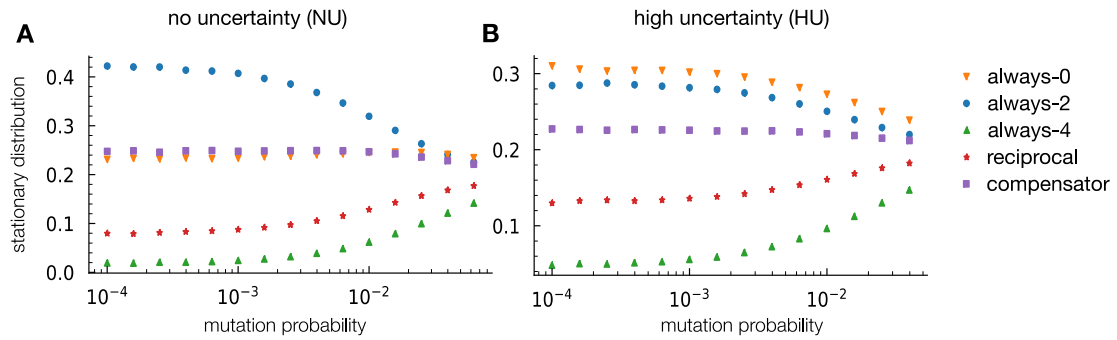 no uncertainty (NU)
high uncertainty (HU)
A
B
stationary distribution
0.4
0.3
0.2
0.1
0.0
10⁻⁴
10⁻³
10⁻²
mutation probability
0.3
0.2
0.1
10⁻⁴
10⁻³
10⁻²
mutation probability
always-0
always-2
always-4
reciprocal
compensator